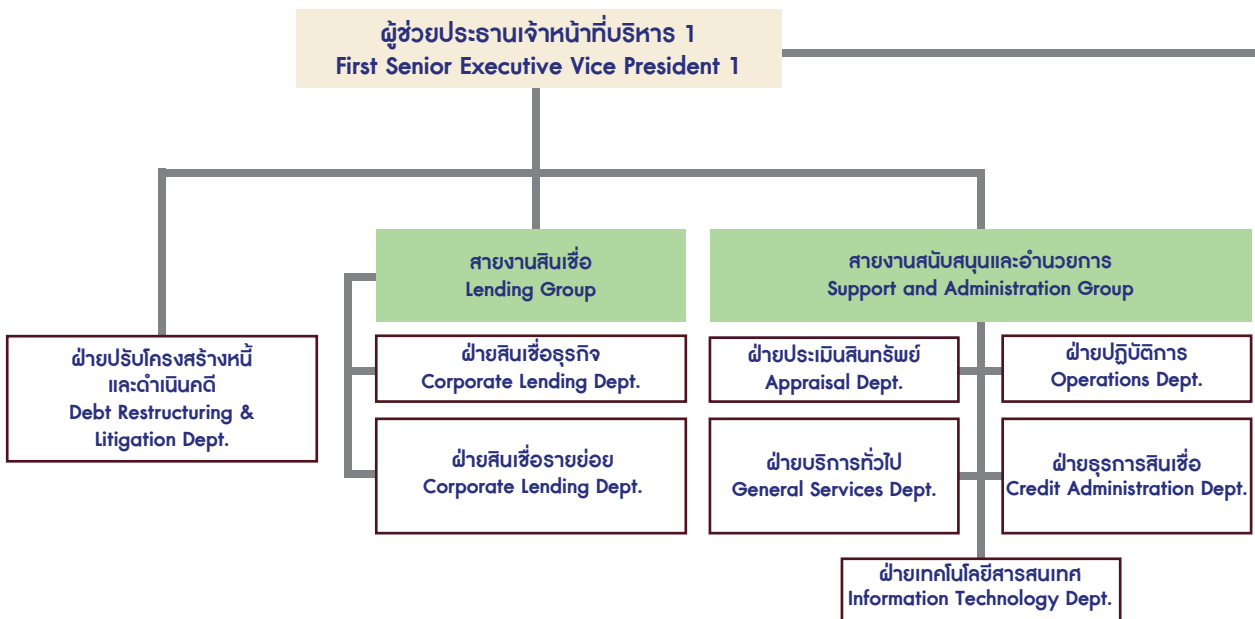 ผู้ช่วยประธานเจ้าหน้าที่บริหาร 1
First Senior Executive Vice President 1
สายงานสินเชื่อ
Lending Group
สายงานสนับสนุนและอำนวยการ
Support and Administration Group
ฝ่ายปรับโครงสร้างหนี้
และดำเนินคดี
Debt Restructuring &
Litigation Dept.
ฝ่ายสินเชื่อธุรกิจ
Corporate Lending Dept.
ฝ่ายประเมินสินทรัพย์
Appraisal Dept.
ฝ่ายปฏิบัติการ
Operations Dept.
ฝ่ายสินเชื่อรายย่อย
Corporate Lending Dept.
ฝ่ายบริการทั่วไป
General Services Dept.
ฝ่ายธุรการสินเชื่อ
Credit Administration Dept.
ฝ่ายเทคโนโลยีสารสนเทศ
Information Technology Dept.